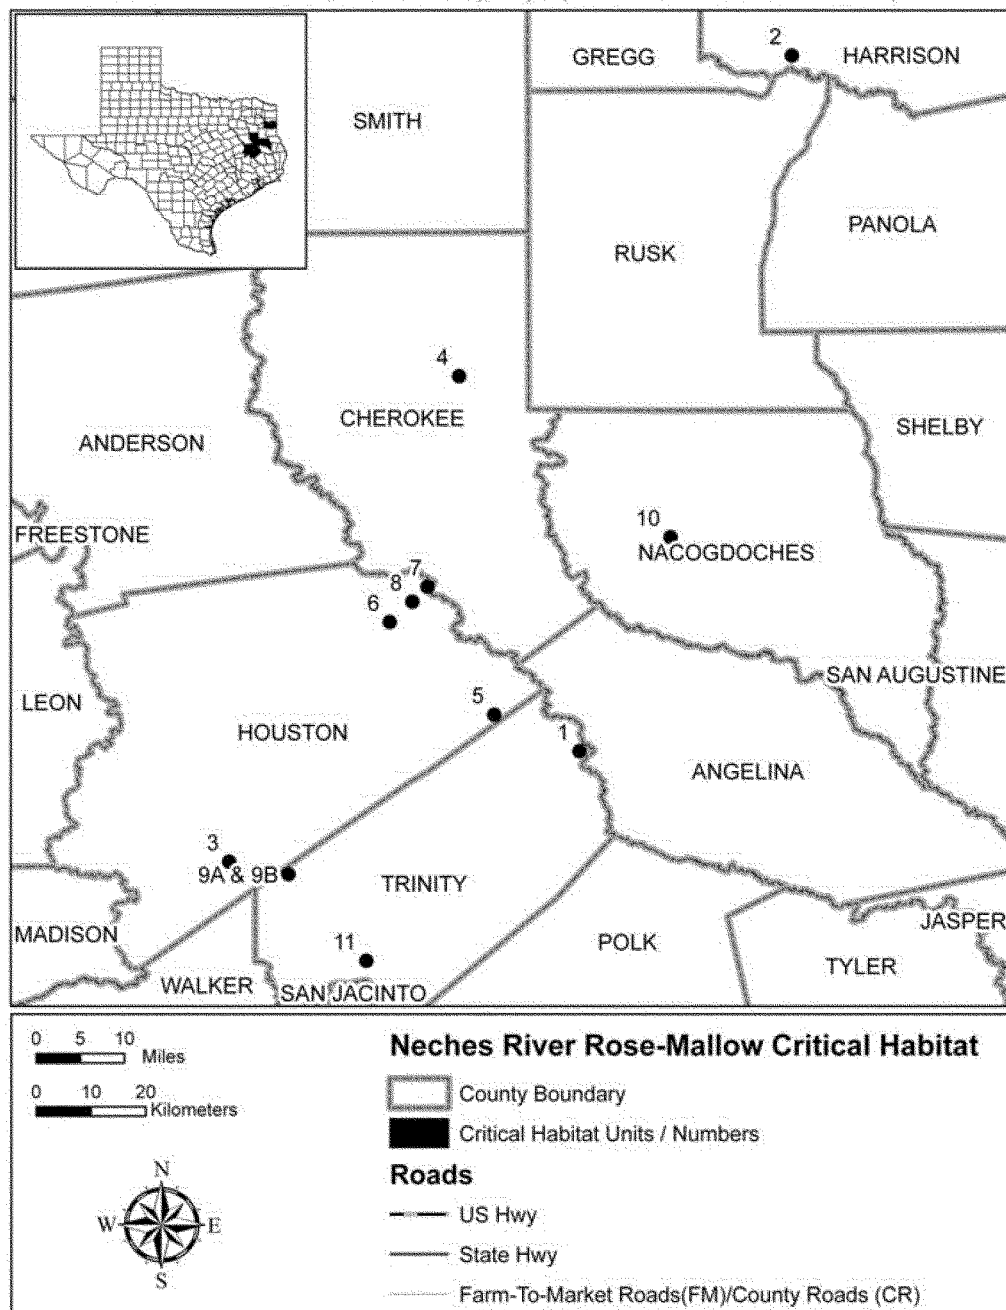 2
GREGG
HARRISON
SMITH
RUSK
PANOLA
4
CHEROKEE
ANDERSON
SHELBY
FREESTONE
10
NACOGDOCHES
7
8
6
SAN AUGUSTINE
LEON
5
HOUSTON
1
ANGELINA
3
9A & 9B
TRINITY
MADISON
JASPER
POLK
11
TYLER
WALKER
SAN JACINTO
0 5 10
Miles
0 10 20
Kilometers
N
W E
S
Neches River Rose-Mallow Critical Habitat
County Boundary
Critical Habitat Units / Numbers
Roads
US Hwy
State Hwy
Farm-To-Market Roads(FM)/County Roads (CR)